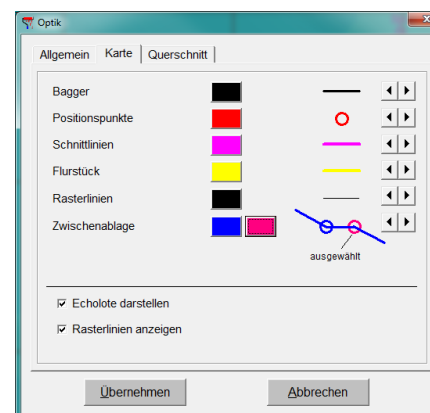 Optik
Allgemein Karte Querschnitt
Bagger
Positionspunkte
Schnittlinien
Flurstück
Rasterlinien
Zwischenablage
ausgewählt
Echolote darstellen
Rasterlinien anzeigen
Übernehmen Abbrechen